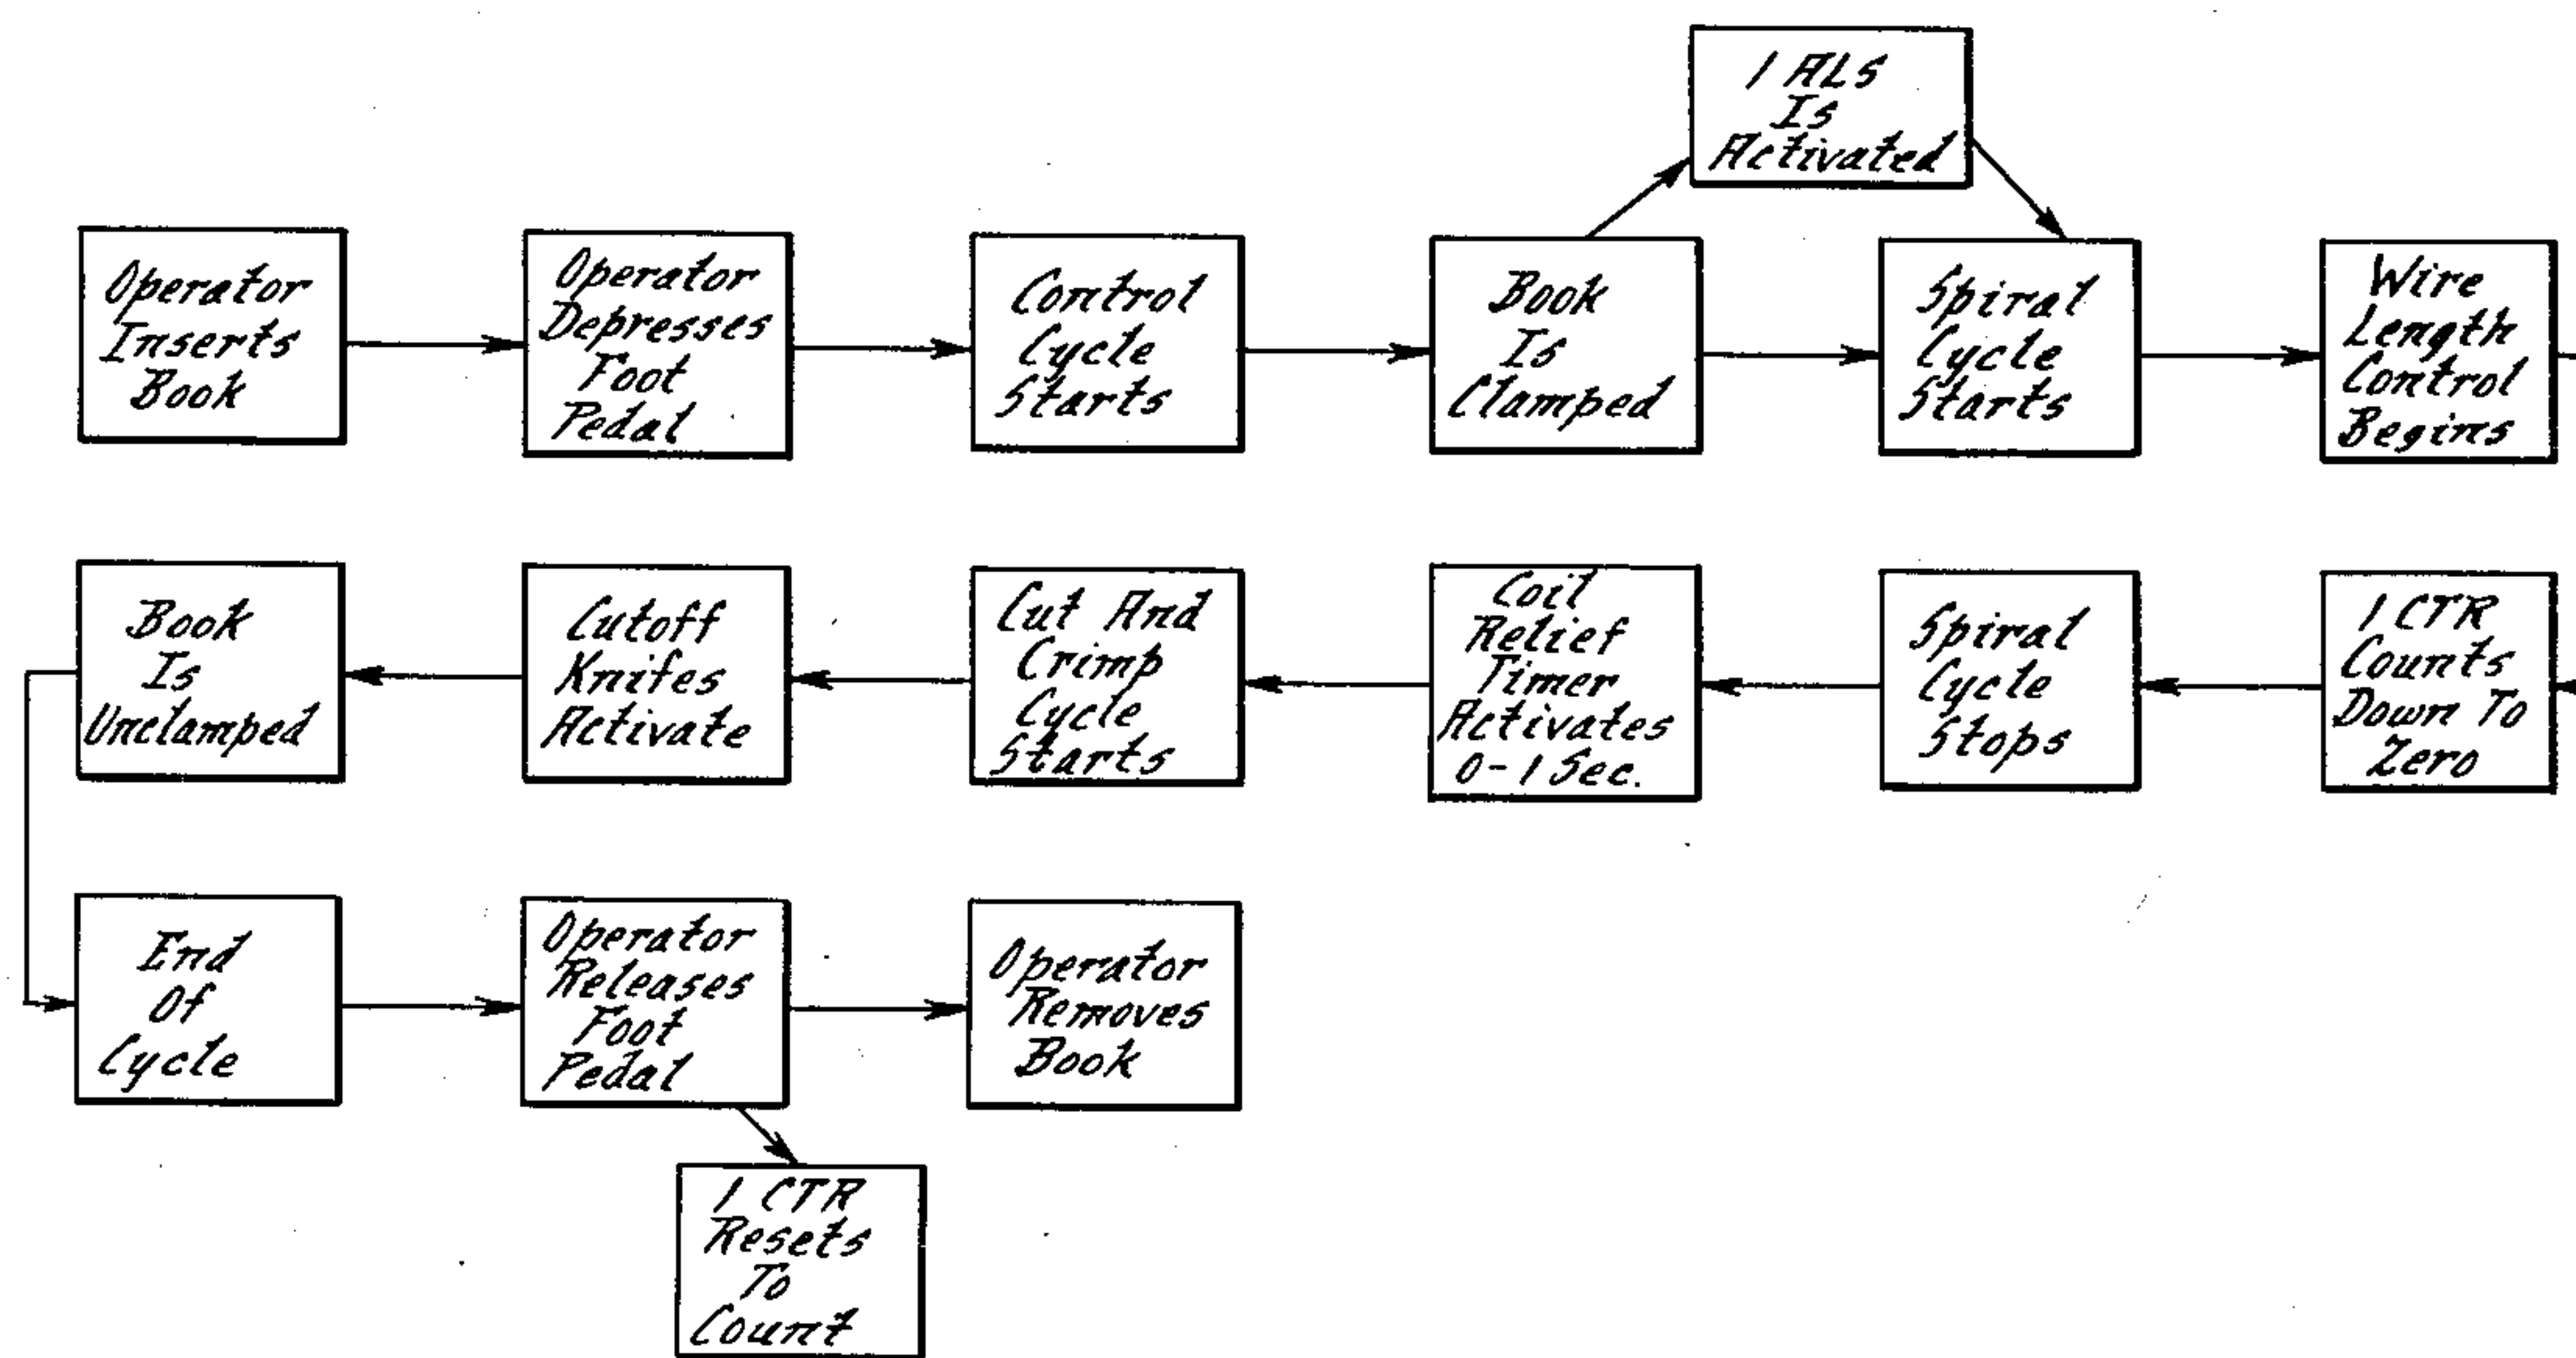 1 ALS
Is
Activated
Operator
Inserts
Book
Operator
Depresses
Foot
Pedal
Control
Cycle
Starts
Book
Is
Clamped
Spiral
Cycle
Starts
Wire
Length
Control
Begins
1 CTR
Counts
Down To
Zero
Spiral
Cycle
Stops
Coil
Relief
Timer
Activates
0-1 Sec.
Cut And
Crimp
Cycle
Starts
Cutoff
Knifes
Activate
Book
Is
Unclamped
End
Of
Cycle
Operator
Releases
Foot
Pedal
Operator
Removes
Book
1 CTR
Resets
To
Count